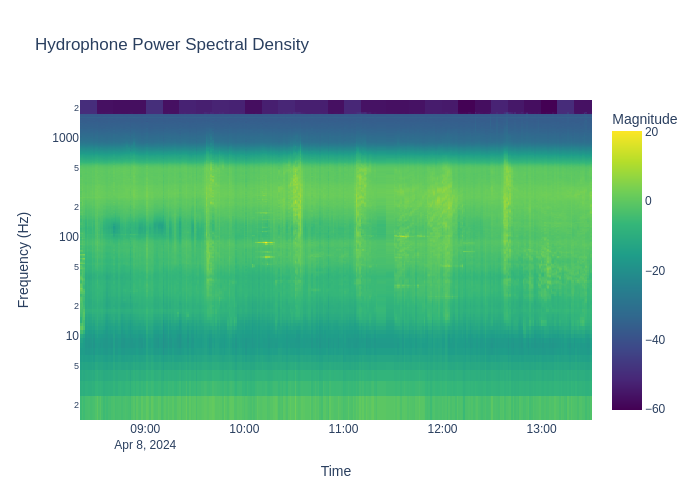 Hydrophone Power Spectral Density
Magnitude
20
0
−20
−40
−60
2
1000
5
2
100
5
2
10
5
2
Frequency (Hz)
09:00 10:00 11:00 12:00 13:00
Apr 8, 2024
Time